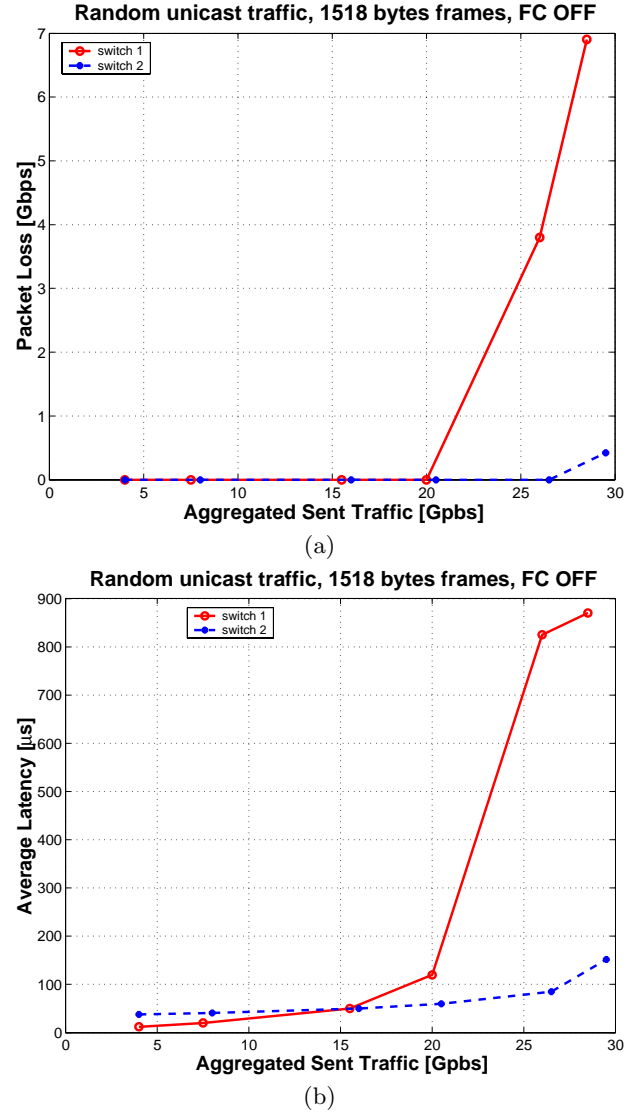 Random unicast traffic, 1518 bytes frames, FC OFF
switch 1
switch 2
7
6
5
4
3
2
1
0
Packet Loss [Gbps]
0 5 10 15 20 25 30
Aggregated Sent Traffic [Gpbs]
(a)
Random unicast traffic, 1518 bytes frames, FC OFF
switch 1
switch 2
900
800
700
600
500
400
300
200
100
0
Average Latency [μs]
0 5 10 15 20 25 30
Aggregated Sent Traffic [Gpbs]
(b)